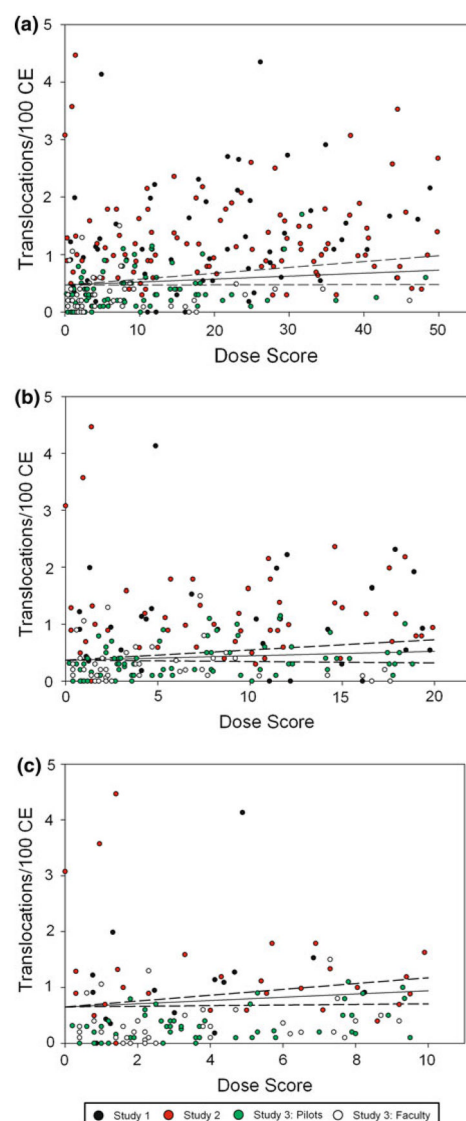 (a)
5
4
3
2
1
0
Translocations/100 CE
0 10 20 30 40 50
Dose Score
(b)
5
4
3
2
1
0
Translocations/100 CE
0 5 10 15 20
Dose Score
(c)
5
4
3
2
1
0
Translocations/100 CE
0 2 4 6 8 10
Dose Score
Study 1 Study 2 Study 3: Pilots Study 3: Faculty